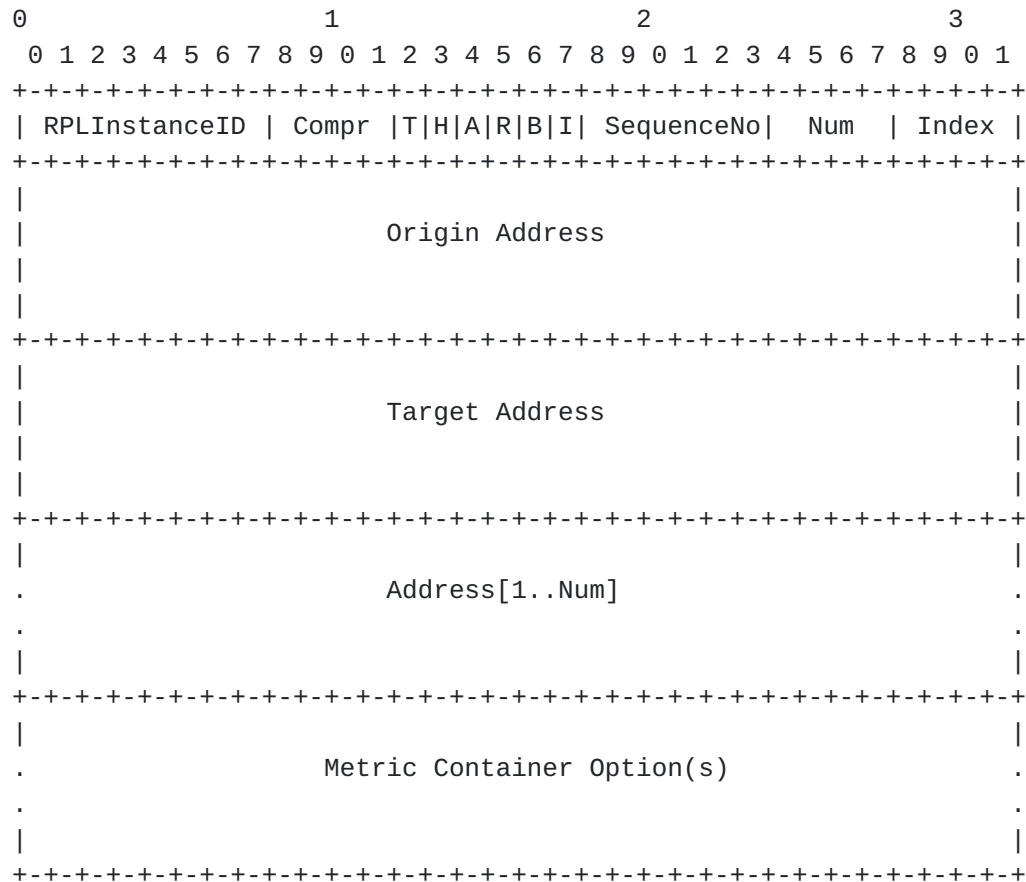 0                   1                   2                   3
 0 1 2 3 4 5 6 7 8 9 0 1 2 3 4 5 6 7 8 9 0 1 2 3 4 5 6 7 8 9 0 1
+-+-+-+-+-+-+-+-+-+-+-+-+-+-+-+-+-+-+-+-+-+-+-+-+-+-+-+-+-+-+-+-+
| RPLInstanceID | Compr |T|H|A|R|B|I| SequenceNo|  Num  | Index |
+-+-+-+-+-+-+-+-+-+-+-+-+-+-+-+-+-+-+-+-+-+-+-+-+-+-+-+-+-+-+-+-+
|                                                               |
|                       Origin Address                          |
|                                                               |
|                                                               |
+-+-+-+-+-+-+-+-+-+-+-+-+-+-+-+-+-+-+-+-+-+-+-+-+-+-+-+-+-+-+-+-+
|                                                               |
|                       Target Address                          |
|                                                               |
|                                                               |
+-+-+-+-+-+-+-+-+-+-+-+-+-+-+-+-+-+-+-+-+-+-+-+-+-+-+-+-+-+-+-+-+
|                                                               |
.                       Address[1..Num]                         .
.                                                               .
|                                                               |
+-+-+-+-+-+-+-+-+-+-+-+-+-+-+-+-+-+-+-+-+-+-+-+-+-+-+-+-+-+-+-+-+
|                                                               |
.                   Metric Container Option(s)                  .
.                                                               .
|                                                               |
+-+-+-+-+-+-+-+-+-+-+-+-+-+-+-+-+-+-+-+-+-+-+-+-+-+-+-+-+-+-+-+-+